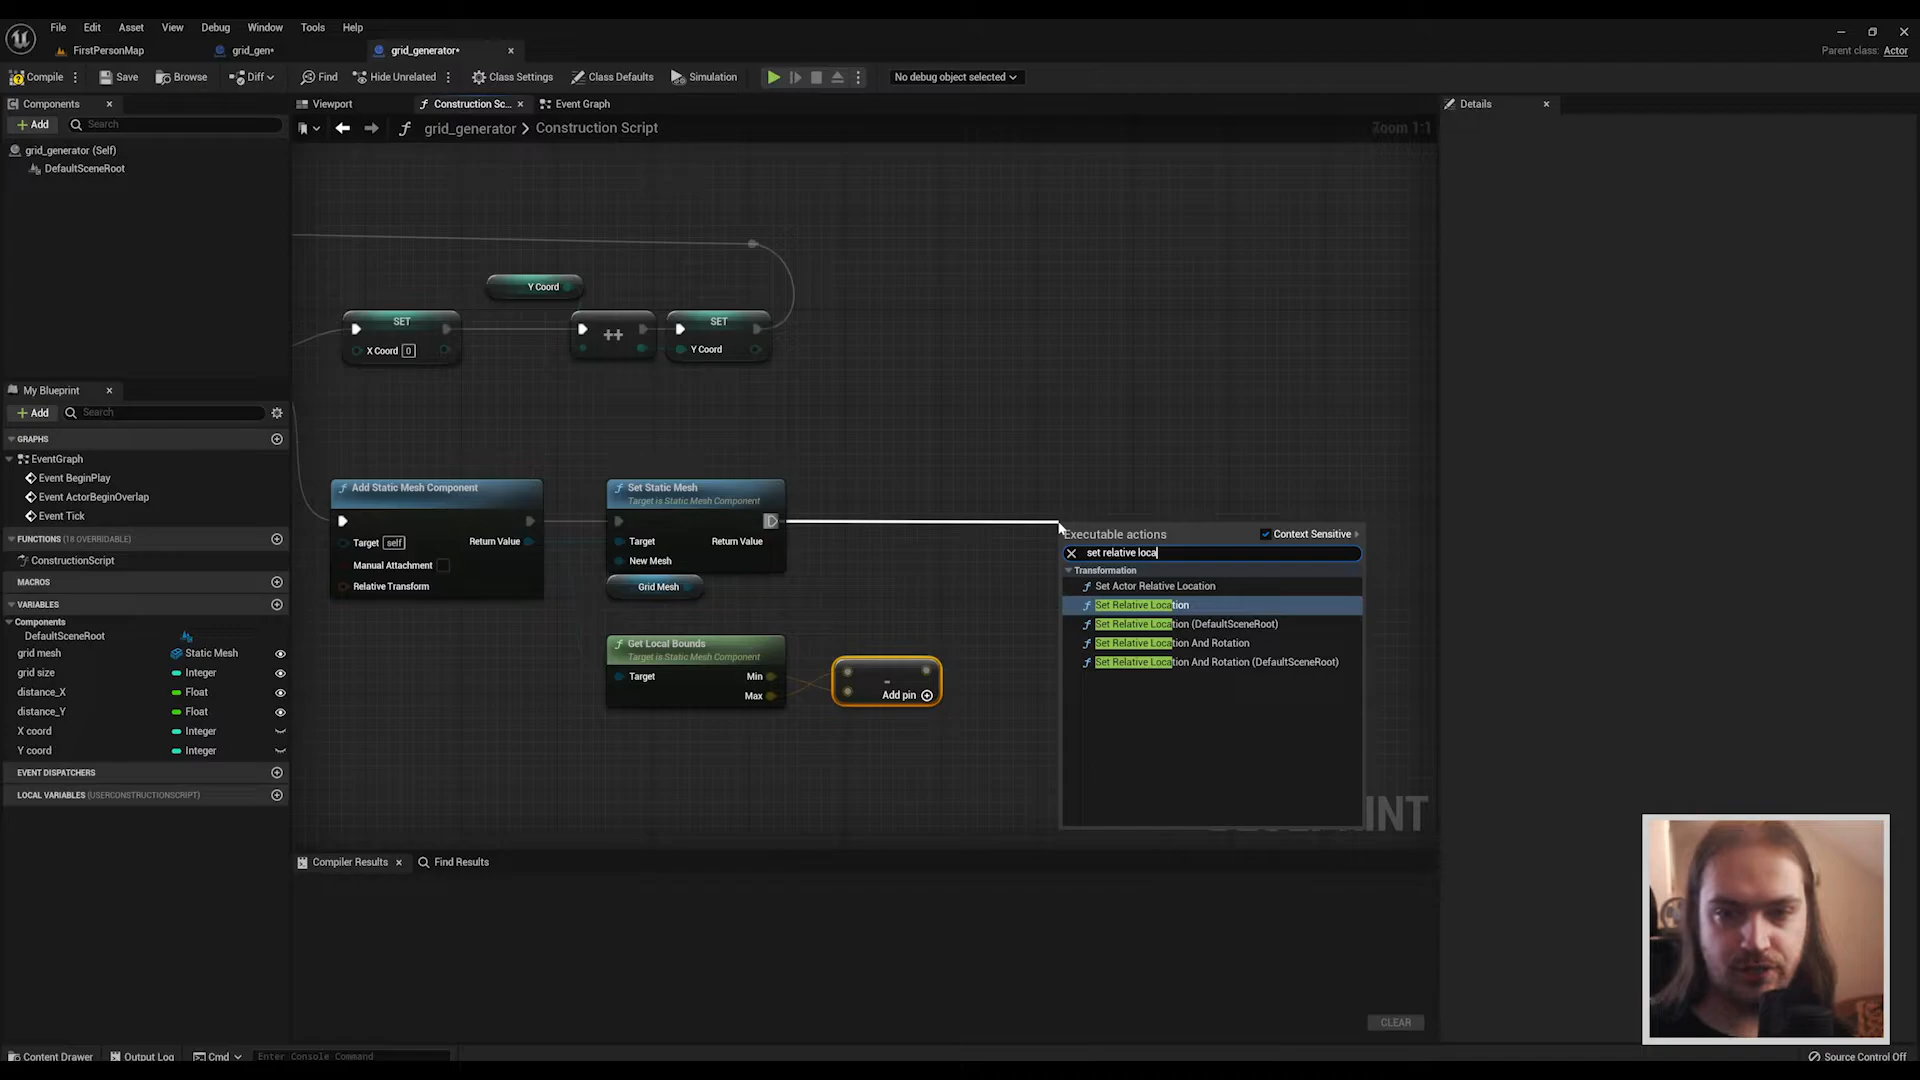 File Edit Asset View Debug Window Tools Help
FirstPersonMap grid_gen* grid_generator*
Parent class: Actor
Compile Save Browse Diff Find Hide Unrelated Class Settings Class Defaults Simulation No debug object selected
Components
Add Search
grid_generator (Self)
DefaultSceneRoot
Viewport Construction Sc... Event Graph
grid_generator > Construction Script
Zoom 1:1
Details
Y Coord
SET
X Coord 0
++
SET
Y Coord
My Blueprint
Add Search
GRAPHS
EventGraph
Event BeginPlay
Event ActorBeginOverlap
Event Tick
FUNCTIONS (18 OVERRIDABLE)
ConstructionScript
MACROS
VARIABLES
Components
DefaultSceneRoot
grid mesh Static Mesh
grid size Integer
distance_X Float
distance_Y Float
X coord Integer
Y coord Integer
EVENT DISPATCHERS
LOCAL VARIABLES (USERCONSTRUCTIONSCRIPT)
Add Static Mesh Component
Target self Return Value
Manual Attachment
Relative Transform
Set Static Mesh
Target is Static Mesh Component
Target Return Value
New Mesh
Grid Mesh
Get Local Bounds
Target is Static Mesh Component
Target Min
Max
-
Add pin
Executable actions Context Sensitive
set relative loca
Transformation
Set Actor Relative Location
Set Relative Location
Set Relative Location (DefaultSceneRoot)
Set Relative Location And Rotation
Set Relative Location And Rotation (DefaultSceneRoot)
Compiler Results Find Results
CLEAR
Content Drawer Output Log Cmd Enter Console Command Source Control Off